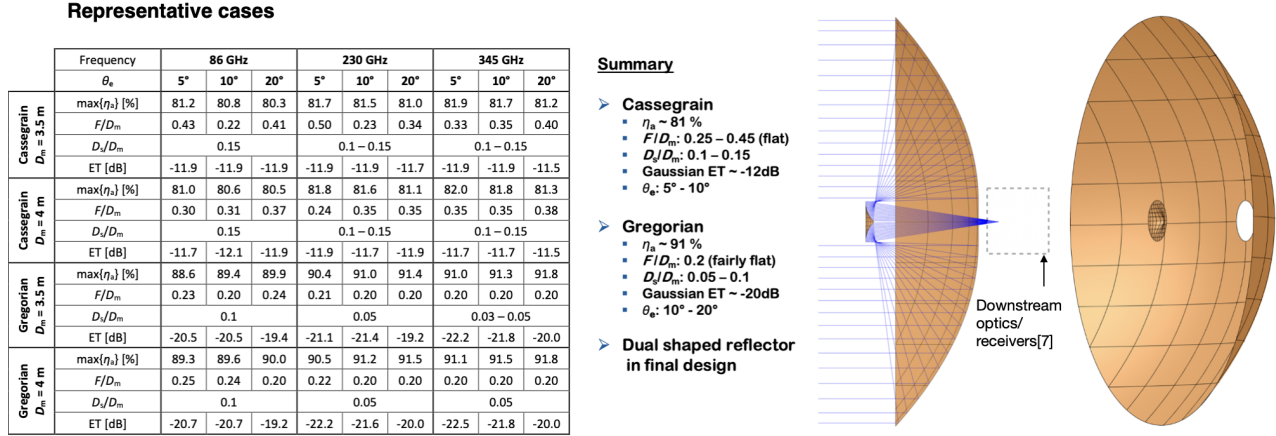 Representative cases
Frequency 86 GHz 230 GHz 345 GHz
θe 5° 10° 20° 5° 10° 20° 5° 10° 20°
Cassegrain
Dm = 3.5 m
max{ηa} [%] 81.2 80.8 80.3 81.7 81.5 81.0 81.9 81.7 81.2
F/Dm 0.43 0.22 0.41 0.50 0.23 0.34 0.33 0.35 0.40
Ds/Dm 0.15 0.1 – 0.15 0.1 – 0.15
ET [dB] -11.9 -11.9 -11.9 -11.9 -11.9 -11.7 -11.9 -11.9 -11.5
Cassegrain
Dm = 4 m
max{ηa} [%] 81.0 80.6 80.5 81.8 81.6 81.1 82.0 81.8 81.3
F/Dm 0.30 0.31 0.37 0.24 0.35 0.35 0.35 0.35 0.38
Ds/Dm 0.15 0.1 – 0.15 0.1 – 0.15
ET [dB] -11.7 -12.1 -11.9 -11.9 -11.7 -11.9 -11.7 -11.7 -11.5
Gregorian
Dm = 3.5 m
max{ηa} [%] 88.6 89.4 89.9 90.4 91.0 91.4 91.0 91.3 91.8
F/Dm 0.23 0.20 0.24 0.21 0.20 0.20 0.20 0.20 0.20
Ds/Dm 0.1 0.05 0.03 – 0.05
ET [dB] -20.5 -20.5 -19.4 -21.1 -21.4 -19.2 -22.2 -21.8 -20.0
Gregorian
Dm = 4 m
max{ηa} [%] 89.3 89.6 90.0 90.5 91.2 91.5 91.1 91.5 91.8
F/Dm 0.25 0.24 0.20 0.22 0.20 0.20 0.20 0.20 0.20
Ds/Dm 0.1 0.05 0.05
ET [dB] -20.7 -20.7 -19.2 -22.2 -21.6 -20.0 -22.5 -21.8 -20.0
Summary
➢ Cassegrain
▪ ηa ~ 81 %
▪ F/Dm: 0.25 – 0.45 (flat)
▪ Ds/Dm: 0.1 – 0.15
▪ Gaussian ET ~ -12dB
▪ θe: 5° - 10°
➢ Gregorian
▪ ηa ~ 91 %
▪ F/Dm: 0.2 (fairly flat)
▪ Ds/Dm: 0.05 – 0.1
▪ Gaussian ET ~ -20dB
▪ θe: 10° - 20°
➢ Dual shaped reflector
in final design
Downstream
optics/
receivers[7]